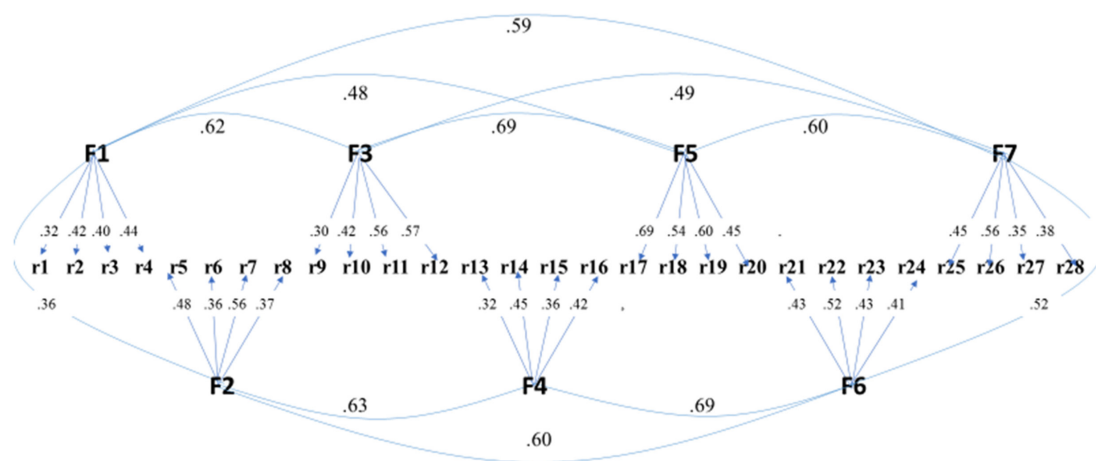 .59
.48 .49
.62 .69 .60
F1 F3 F5 F7
.32 .42 .40 .44 .30 .42 .56 .57 .69 .54 .60 .45 .45 .56 .35 .38
r1 r2 r3 r4 r5 r6 r7 r8 r9 r10 r11 r12 r13 r14 r15 r16 r17 r18 r19 r20 r21 r22 r23 r24 r25 r26 r27 r28
.36 .48 .36 .56 .37 .32 .45 .36 .42 .43 .52 .43 .41 .52
F2 F4 F6
.63 .69
.60